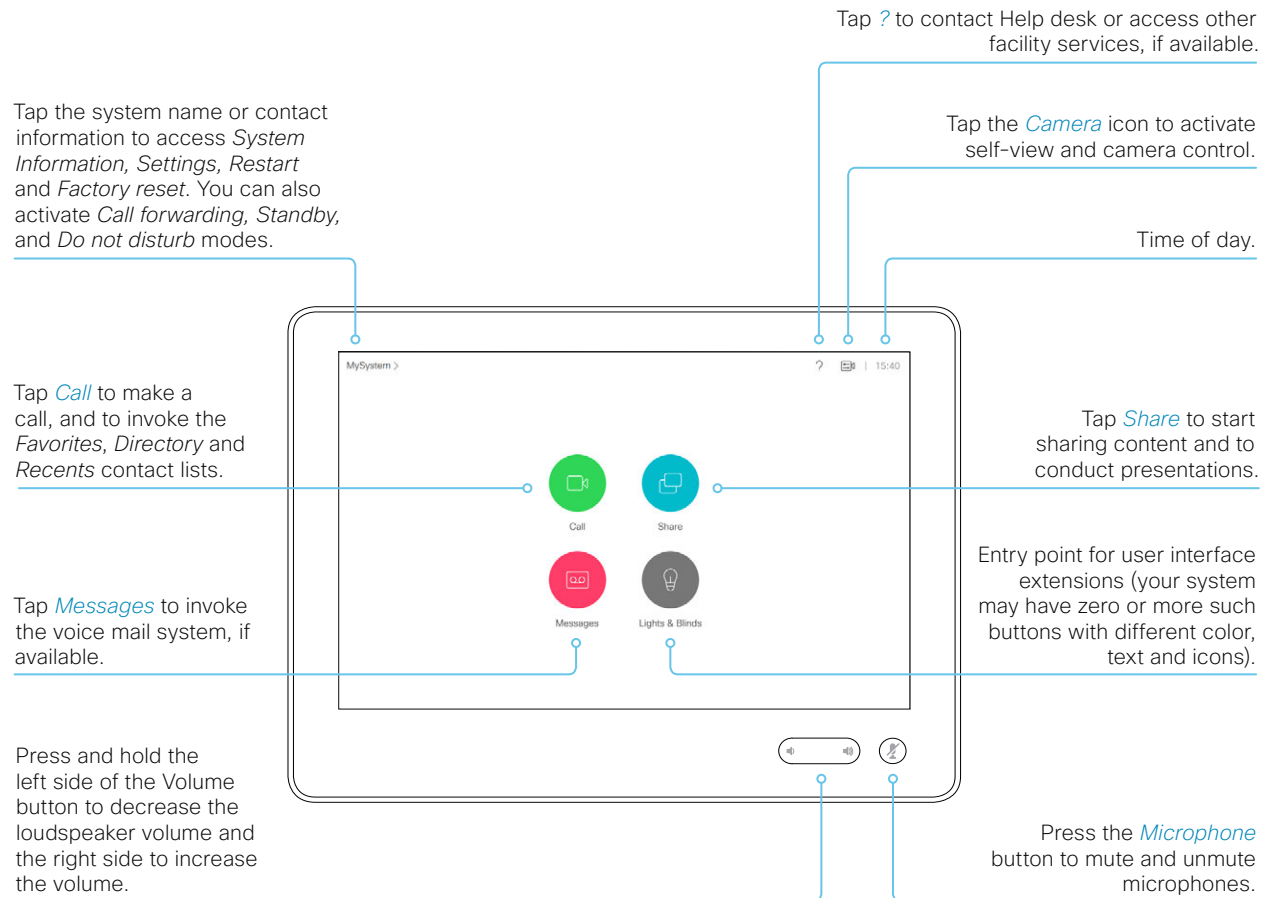 Tap ? to contact Help desk or access other
facility services, if available.
Tap the system name or contact
information to access System
Information, Settings, Restart
and Factory reset. You can also
activate Call forwarding, Standby,
and Do not disturb modes.
Tap the Camera icon to activate
self-view and camera control.
Time of day.
MySystem >
? | 15:40
Tap Call to make a
call, and to invoke the
Favorites, Directory and
Recents contact lists.
Tap Share to start
sharing content and to
conduct presentations.
Call
Share
Tap Messages to invoke
the voice mail system, if
available.
Messages
Lights & Blinds
Entry point for user interface
extensions (your system
may have zero or more such
buttons with different color,
text and icons).
Press and hold the
left side of the Volume
button to decrease the
loudspeaker volume and
the right side to increase
the volume.
Press the Microphone
button to mute and unmute
microphones.